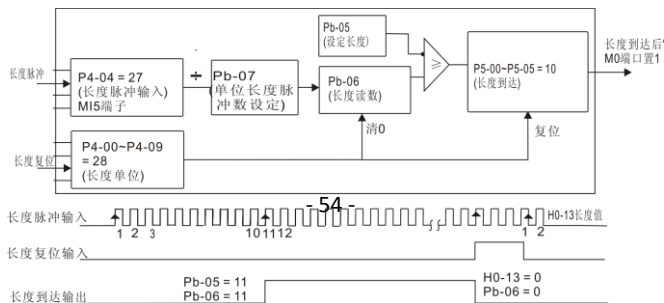 Pb-05
(设定长度)
长度到达后"
M0端口置1
长度脉冲
P4-04 = 27
(长度脉冲输入)
MI5端子
÷
Pb-07
(单位长度脉
冲数设定)
Pb-06
(长度读数)
≥
P5-00~P5-05 = 10
(长度到达)
清0
复位
长度复位
P4-00~P4-09
= 28
(长度单位)
- 54 -
长度脉冲输入
H0-13长度值
1 2 3 10 11 12 1 2
长度复位输入
长度到达输出
Pb-05 = 11
Pb-06 = 11
H0-13 = 0
Pb-06 = 0